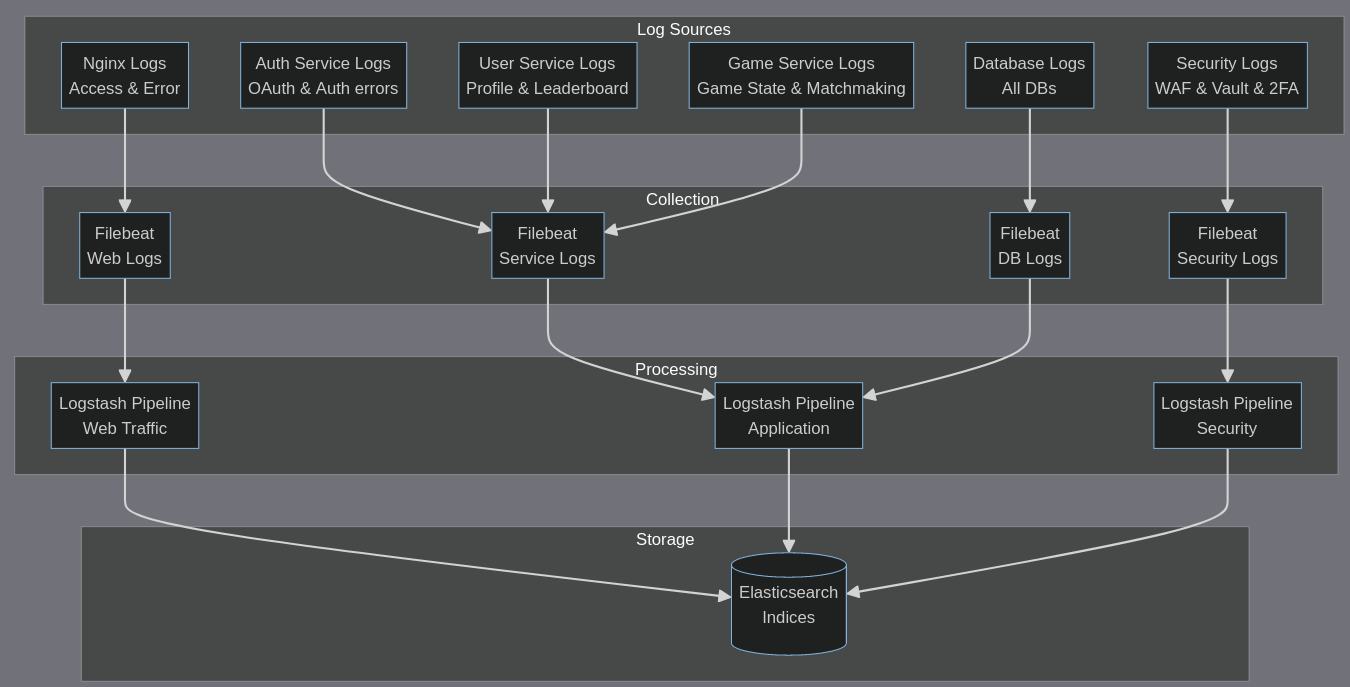 Log Sources
Nginx Logs
Access & Error
Auth Service Logs
OAuth & Auth errors
User Service Logs
Profile & Leaderboard
Game Service Logs
Game State & Matchmaking
Database Logs
All DBs
Security Logs
WAF & Vault & 2FA
Collection
Filebeat
Web Logs
Filebeat
Service Logs
Filebeat
DB Logs
Filebeat
Security Logs
Processing
Logstash Pipeline
Web Traffic
Logstash Pipeline
Application
Logstash Pipeline
Security
Storage
Elasticsearch
Indices